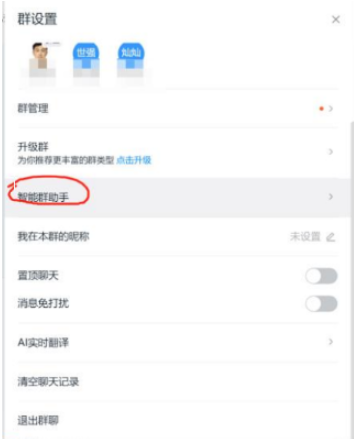 群设置
世强
灿灿
群管理
升级群
为你推荐更丰富的群类型 点击升级
智能群助手
我在本群的昵称 未设置
置顶聊天
消息免打扰
AI实时翻译
清空聊天记录
退出群聊